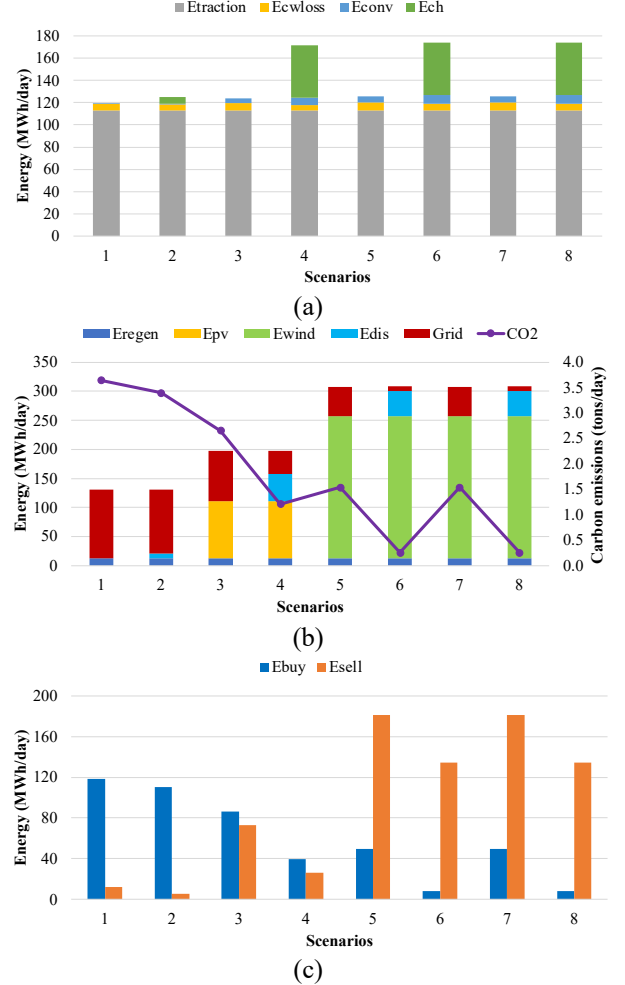 Etraction Ecwloss Econv Ech
180
160
140
120
100
80
60
40
20
0
Energy (MWh/day)
1 2 3 4 5 6 7 8
Scenarios
(a)
Eregen Epv Ewind Edis Grid CO2
350
300
250
200
150
100
50
0
Energy (MWh/day)
4.0
3.5
3.0
2.5
2.0
1.5
1.0
0.5
0.0
Carbon emissions (tons/day)
1 2 3 4 5 6 7 8
Scenarios
(b)
Ebuy Esell
200
160
120
80
40
0
Energy (MWh/day)
1 2 3 4 5 6 7 8
Scenarios
(c)